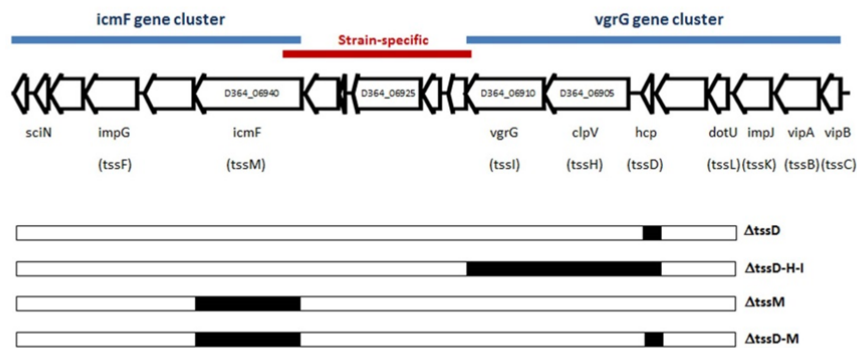 icmF gene cluster vgrG gene cluster
Strain-specific
D364_06940 D364_06925 D364_06910 D364_06905
sciN impG icmF vgrG clpV hcp dotU impJ vipA vipB
(tssF) (tssM) (tssI) (tssH) (tssD) (tssL) (tssK) (tssB) (tssC)
ΔtssD
ΔtssD-H-I
ΔtssM
ΔtssD-M